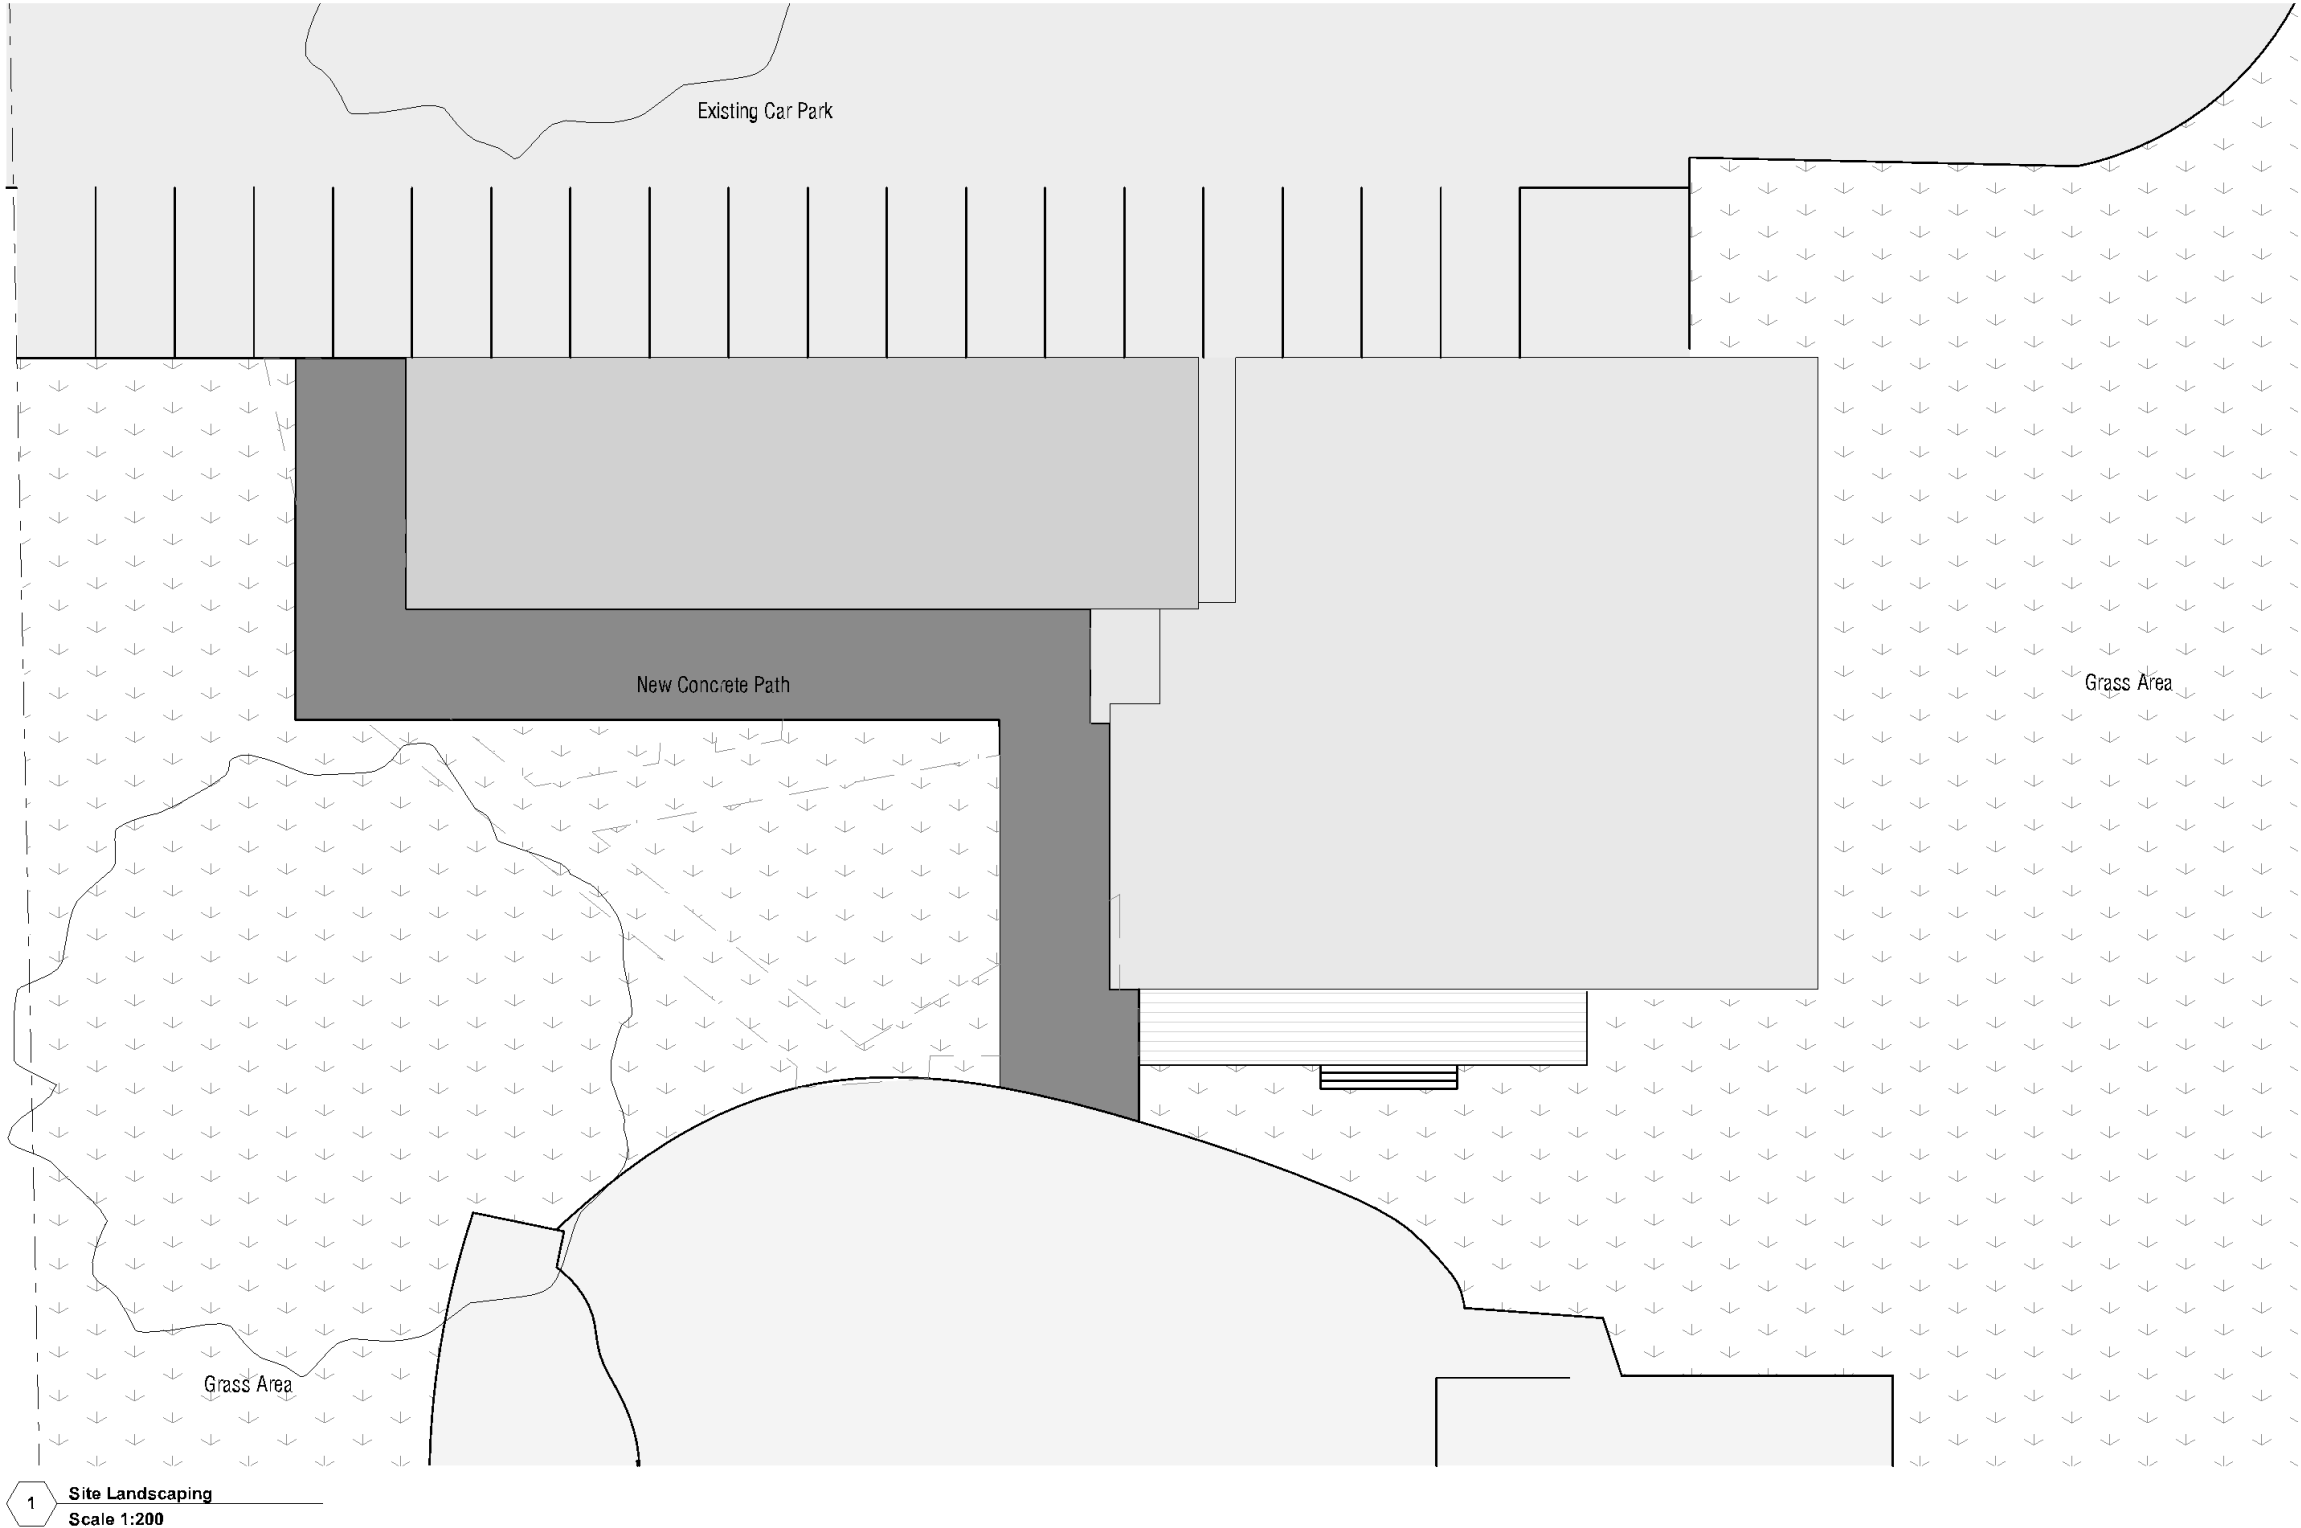 Existing Car Park
New Concrete Path
Grass Area
Grass Area
1
Site Landscaping
Scale 1:200